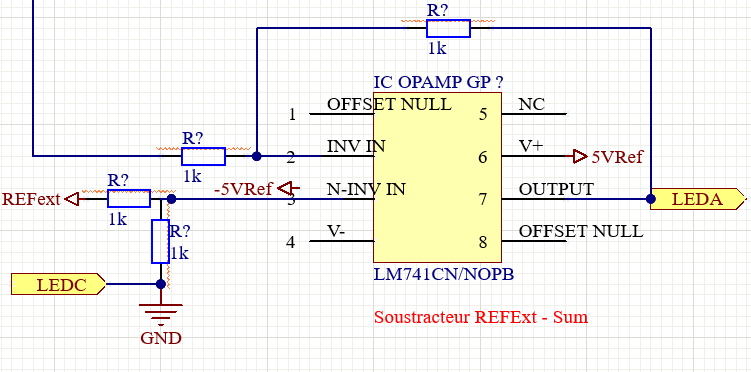 R?
1k
IC OPAMP GP ?
1 OFFSET NULL 5 NC
R?
2 INV IN 6 V+ 5VRef
1k
R? -5VRef
REFext 3 N-INV IN 7 OUTPUT LEDA
1k
R?
4 V- 8 OFFSET NULL
1k
LM741CN/NOPB
LEDC
Soustracteur REFExt - Sum
GND